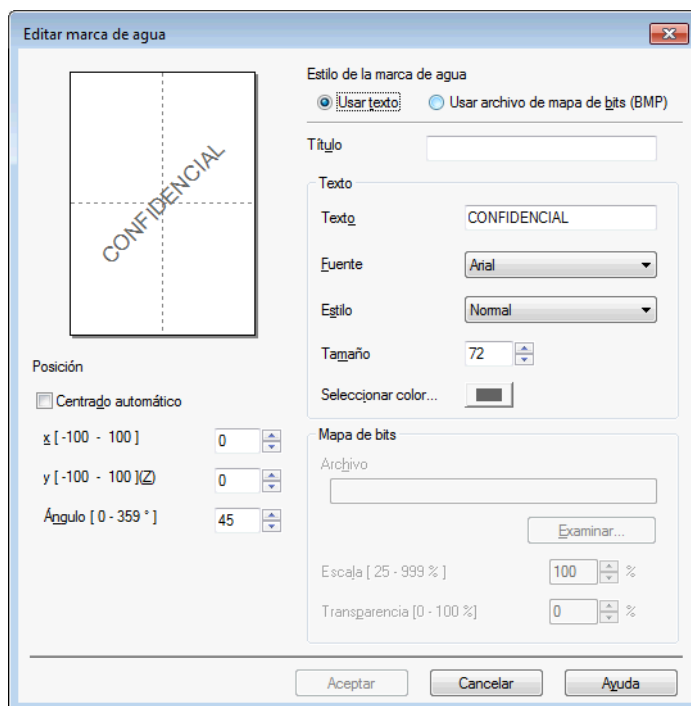 Editar marca de agua
CONFIDENCIAL
Estilo de la marca de agua
Usar texto
Usar archivo de mapa de bits (BMP)
Título
Texto
Texto CONFIDENCIAL
Fuente Arial
Estilo Normal
Tamaño 72
Seleccionar color...
Posición
Centrado automático
x [ -100 - 100 ] 0
y [ -100 - 100 ](Z) 0
Ángulo [ 0 - 359 ° ] 45
Mapa de bits
Archivo
Examinar...
Escala [ 25 - 999 % ] 100 %
Transparencia [0 - 100 %] 0 %
Aceptar
Cancelar
Ayuda